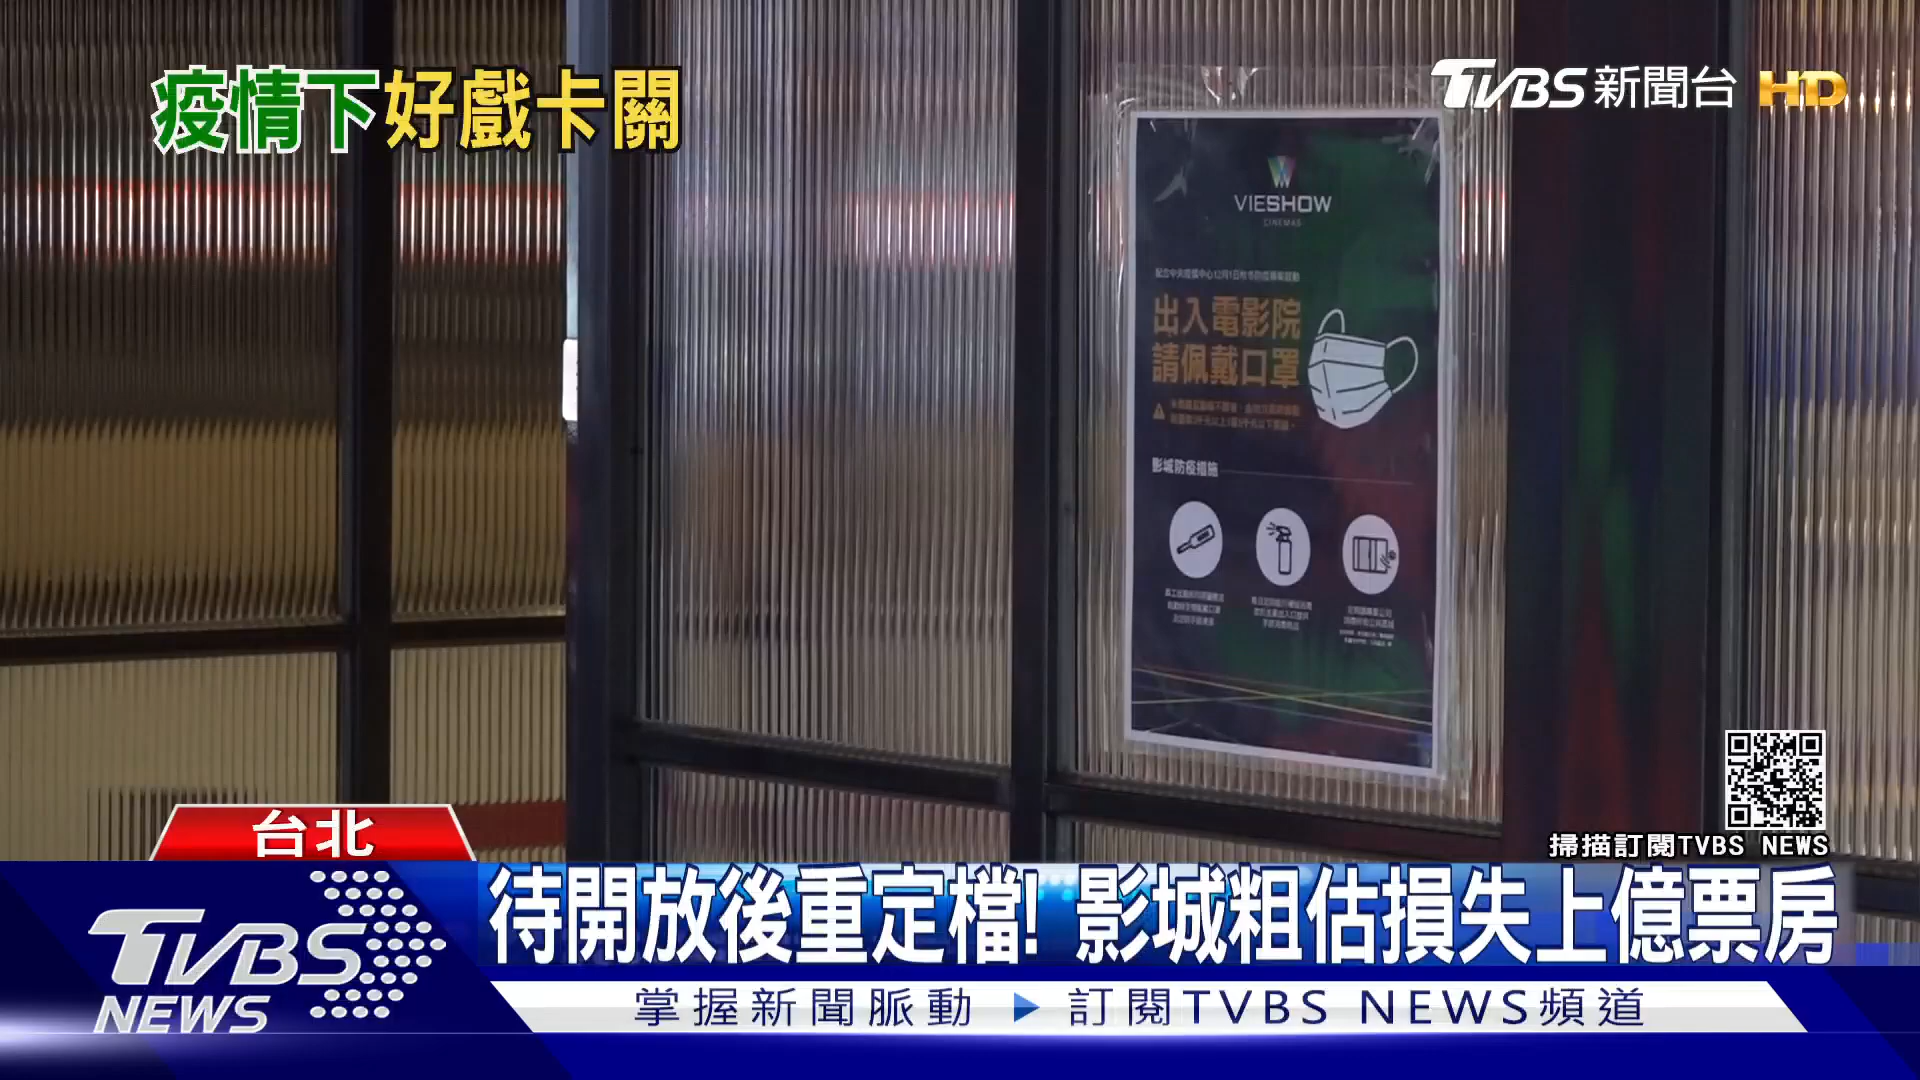 疫情下好戲卡關
TVBS新聞台 HD
VIESHOW
CINEMAS
出入電影院
請佩戴口罩
影城防疫措施
掃描訂閱TVBS NEWS
台北
待開放後重定檔! 影城粗估損失上億票房
TVBS
NEWS
掌握新聞脈動 ▶ 訂閱TVBS NEWS頻道